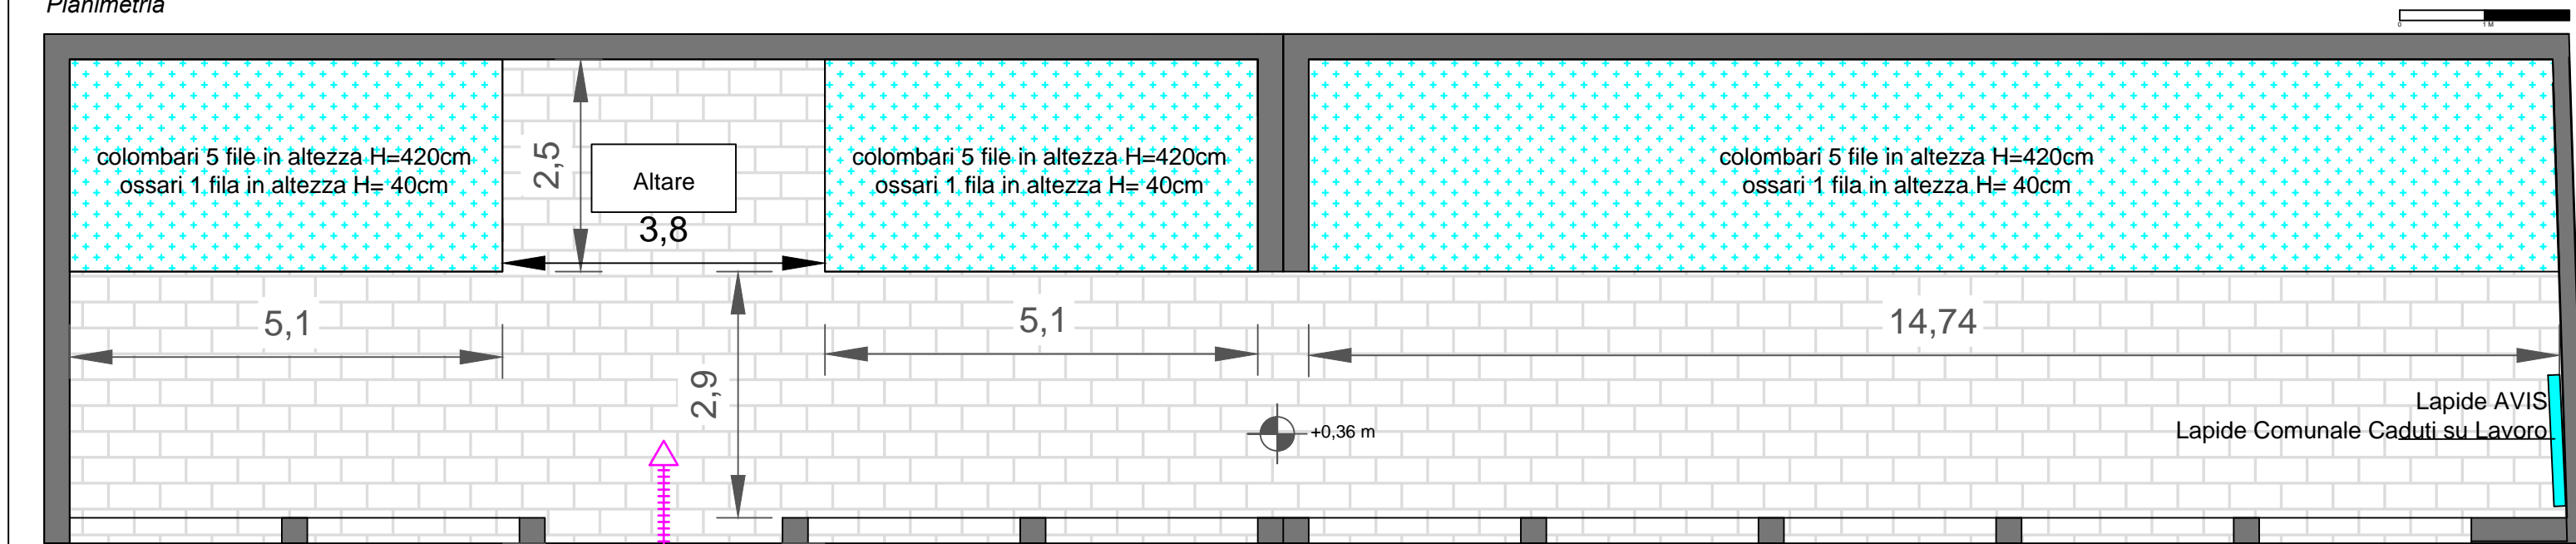 Planimetria
0 1 M
colombari 5 file in altezza H=420cm
ossari 1 fila in altezza H= 40cm
2,5
Altare
3,8
colombari 5 file in altezza H=420cm
ossari 1 fila in altezza H= 40cm
colombari 5 file in altezza H=420cm
ossari 1 fila in altezza H= 40cm
5,1
2,9
5,1
14,74
+0,36 m
Lapide AVIS
Lapide Comunale Caduti su Lavoro